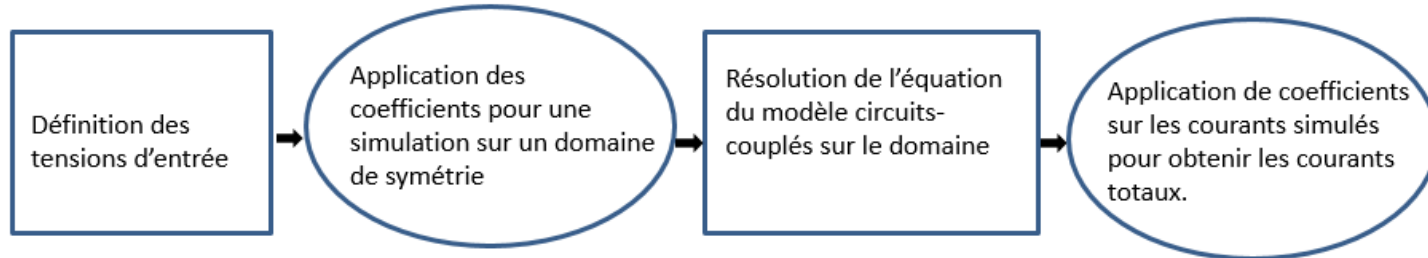 Définition des
tensions d'entrée
Application des
coefficients pour une
simulation sur un domaine
de symétrie
Résolution de l'équation
du modèle circuits-
couplés sur le domaine
Application de coefficients
sur les courants simulés
pour obtenir les courants
totaux.